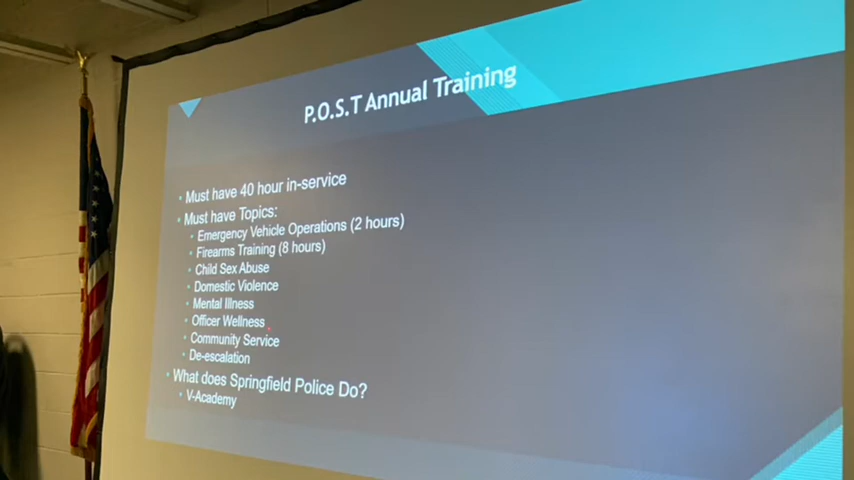 P.O.S.T Annual Training
• Must have 40 hour in-service
• Must have Topics:
• Emergency Vehicle Operations (2 hours)
• Firearms Training (8 hours)
• Child Sex Abuse
• Domestic Violence
• Mental Illness
• Officer Wellness
• Community Service
• De-escalation
• What does Springfield Police Do?
• V-Academy